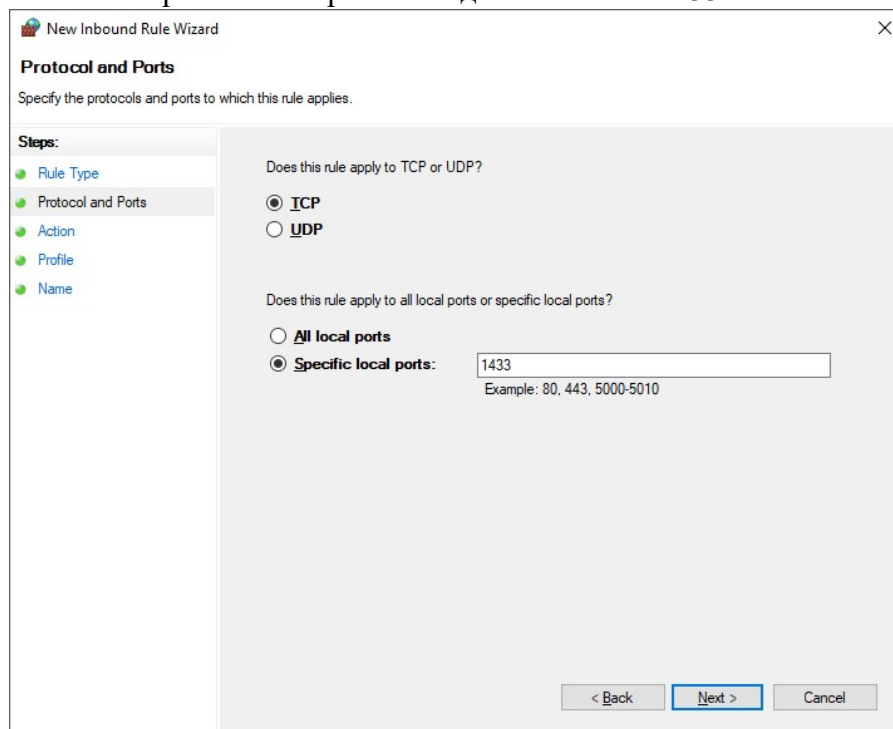 New Inbound Rule Wizard
Protocol and Ports
Specify the protocols and ports to which this rule applies.
Steps:
Rule Type
Protocol and Ports
Action
Profile
Name
Does this rule apply to TCP or UDP?
TCP
UDP
Does this rule apply to all local ports or specific local ports?
All local ports
Specific local ports: 1433
Example: 80, 443, 5000-5010
< Back Next > Cancel